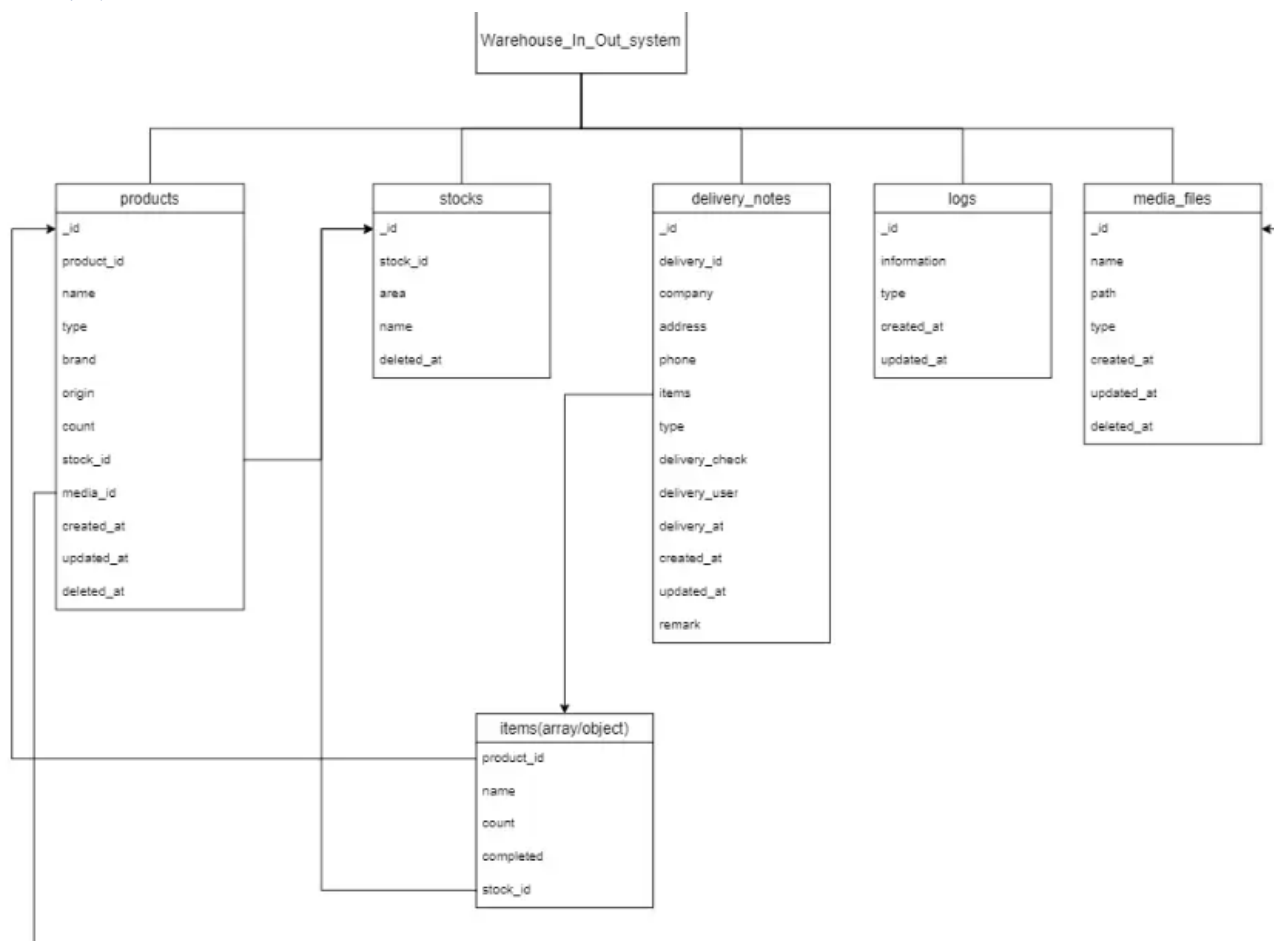 Warehouse_In_Out_system
products
_id
product_id
name
type
brand
origin
count
stock_id
media_id
created_at
updated_at
deleted_at
stocks
_id
stock_id
area
name
deleted_at
delivery_notes
_id
delivery_id
company
address
phone
items
type
delivery_check
delivery_user
delivery_at
created_at
updated_at
remark
logs
_id
information
type
created_at
updated_at
media_files
_id
name
path
type
created_at
updated_at
deleted_at
items(array/object)
product_id
name
count
completed
stock_id